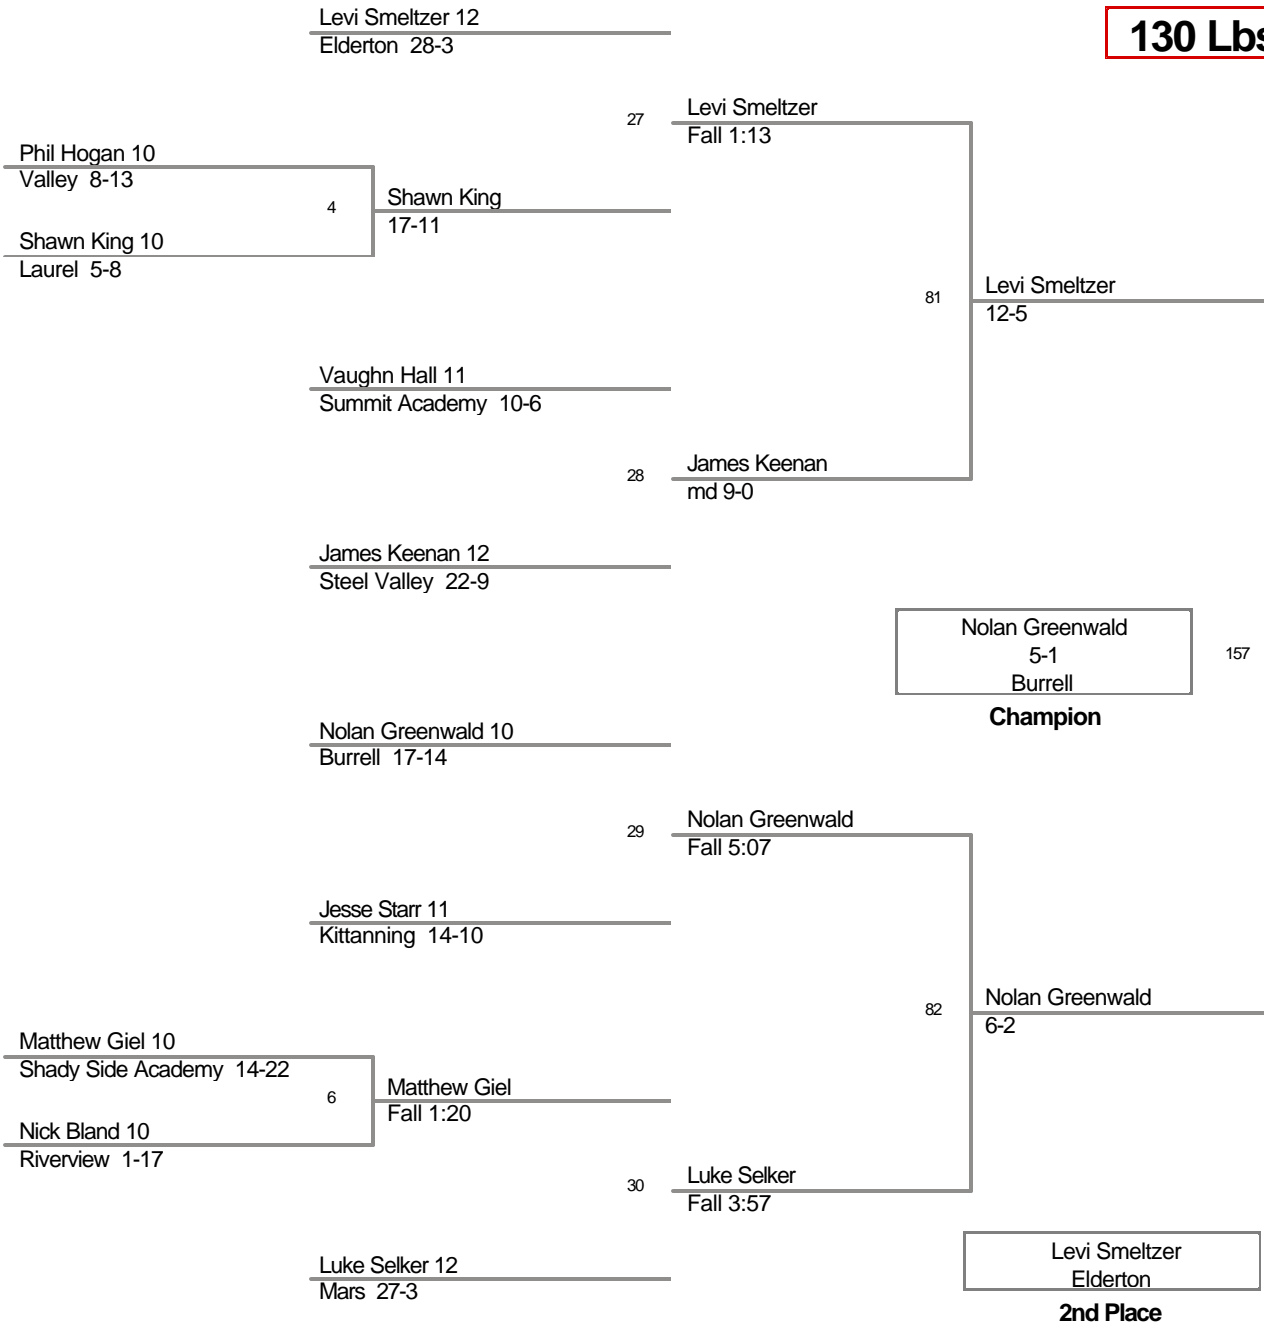 Levi Smeltzer 12
Elderton 28-3
130 Lbs
27
Levi Smeltzer
Fall 1:13
Phil Hogan 10
Valley 8-13
4
Shawn King
17-11
Shawn King 10
Laurel 5-8
81
Levi Smeltzer
12-5
Vaughn Hall 11
Summit Academy 10-6
28
James Keenan
md 9-0
James Keenan 12
Steel Valley 22-9
Nolan Greenwald
5-1
Burrell
157
Champion
Nolan Greenwald 10
Burrell 17-14
29
Nolan Greenwald
Fall 5:07
Jesse Starr 11
Kittanning 14-10
82
Nolan Greenwald
6-2
Matthew Giel 10
Shady Side Academy 14-22
6
Matthew Giel
Fall 1:20
Nick Bland 10
Riverview 1-17
30
Luke Selker
Fall 3:57
Luke Selker 12
Mars 27-3
Levi Smeltzer
Elderton
2nd Place